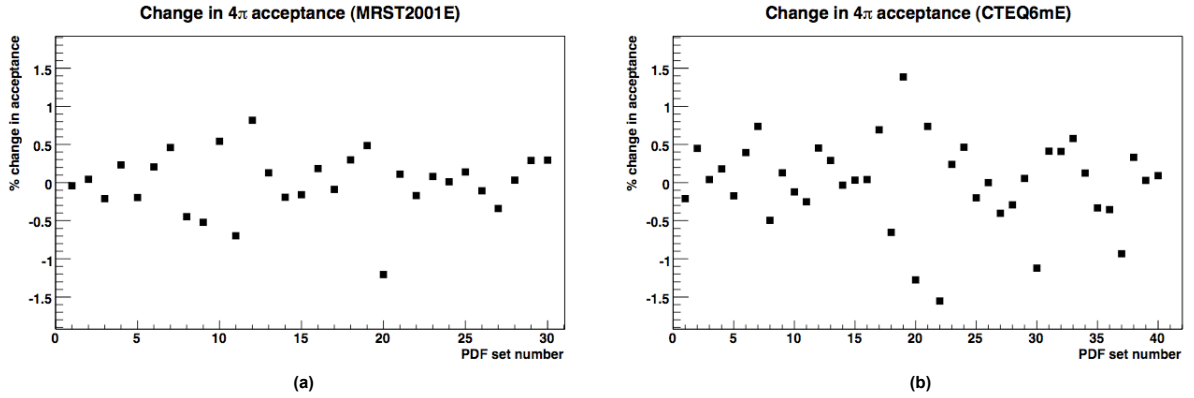 Change in 4π acceptance (MRST2001E)
% change in acceptance
1.5
1
0.5
0
-0.5
-1
-1.5
0 5 10 15 20 25 30
PDF set number
(a)
Change in 4π acceptance (CTEQ6mE)
% change in acceptance
1.5
1
0.5
0
-0.5
-1
-1.5
0 5 10 15 20 25 30 35 40
PDF set number
(b)